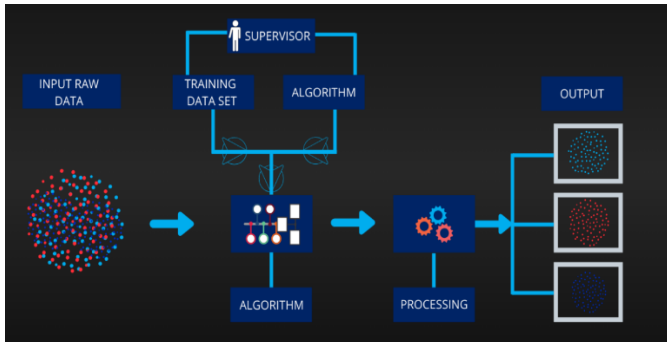 SUPERVISOR
INPUT RAW
DATA
TRAINING
DATA SET
ALGORITHM
OUTPUT
ALGORITHM
PROCESSING